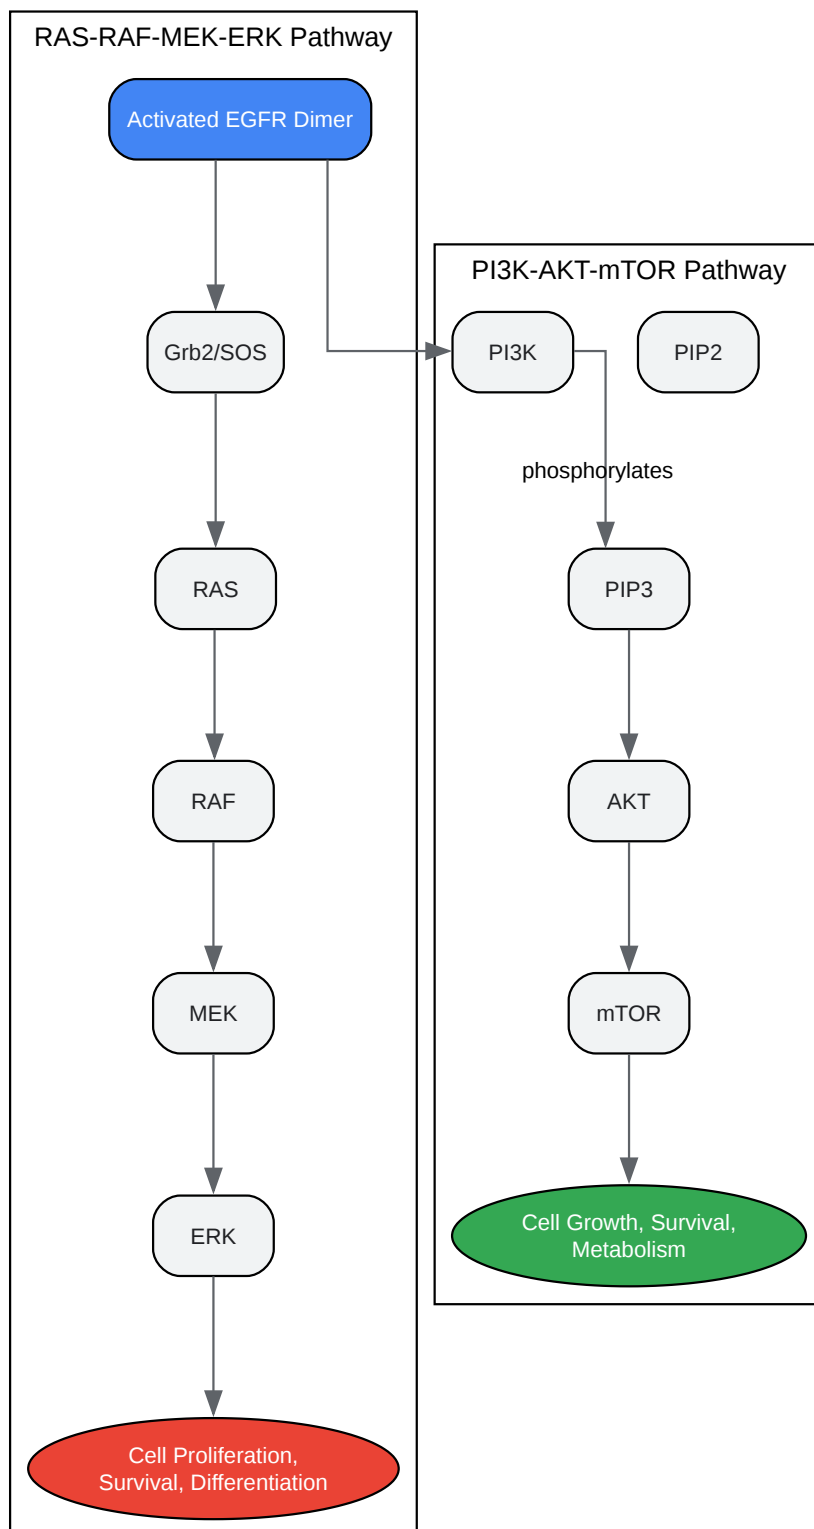 RAS-RAF-MEK-ERK Pathway
Activated EGFR Dimer
Grb2/SOS
RAS
RAF
MEK
ERK
Cell Proliferation,
Survival, Differentiation
PI3K-AKT-mTOR Pathway
PI3K
PIP2
phosphorylates
PIP3
AKT
mTOR
Cell Growth, Survival,
Metabolism